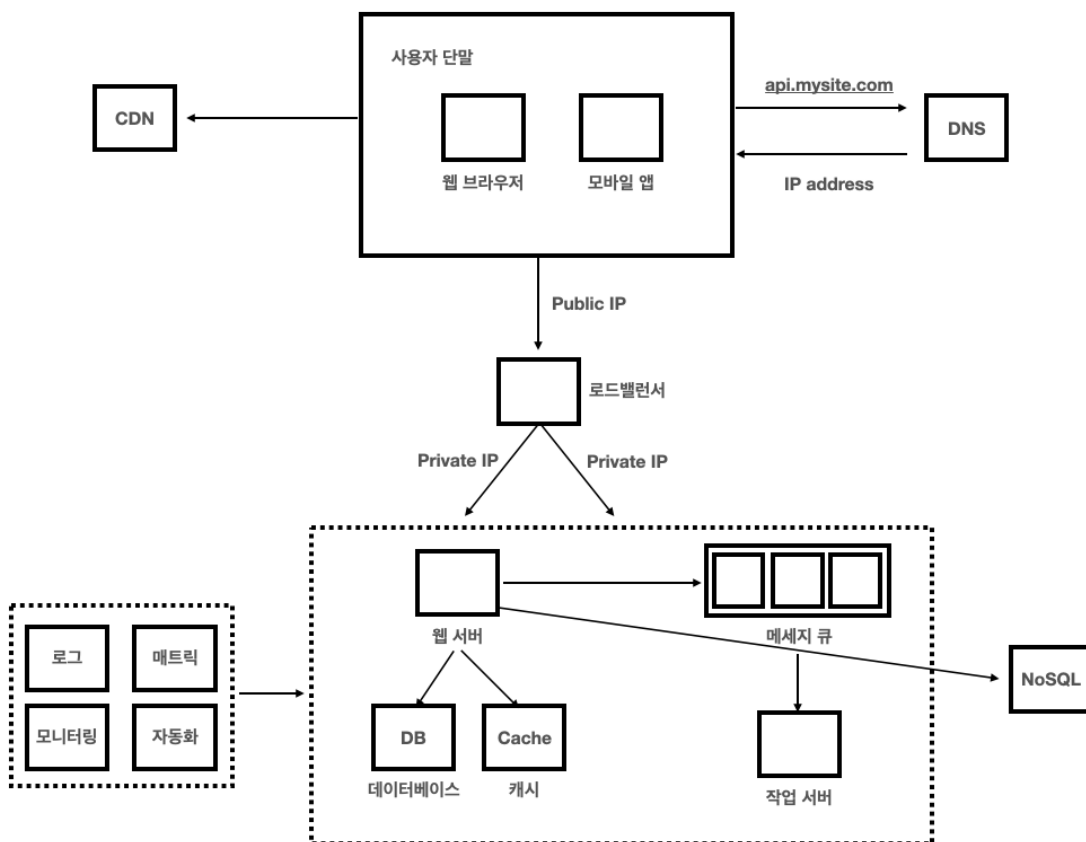 사용자 단말
CDN
api.mysite.com
DNS
웹 브라우저
모바일 앱
IP address
Public IP
로드밸런서
Private IP
Private IP
웹 서버
메세지 큐
로그
매트릭
NoSQL
모니터링
자동화
DB
Cache
데이터베이스
캐시
작업 서버